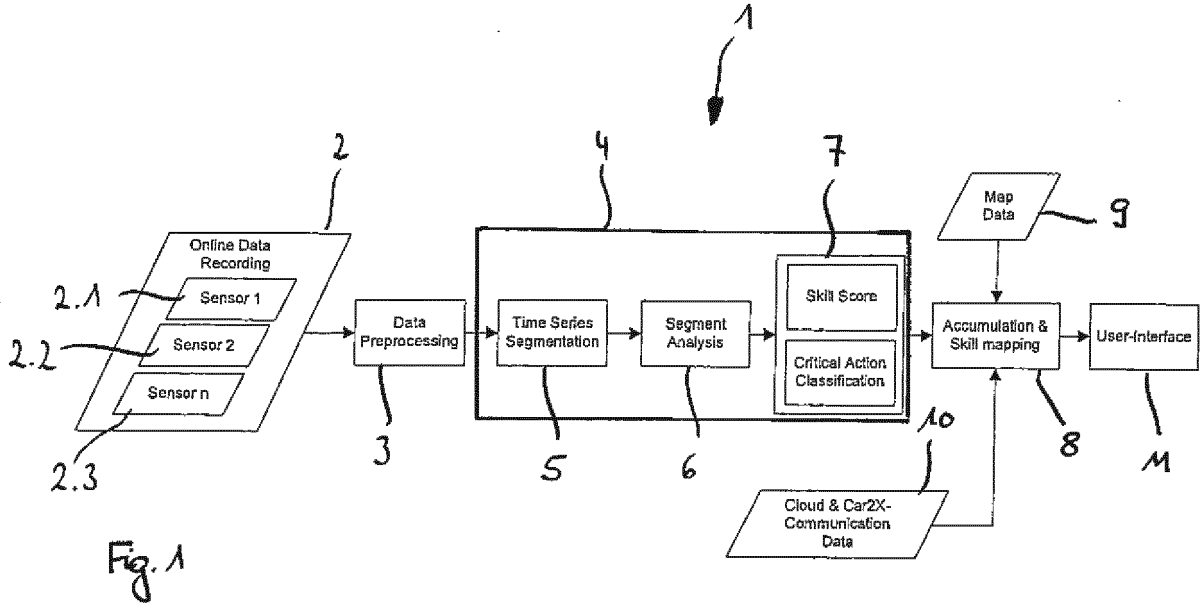 1
2
Online Data
Recording
2.1
Sensor 1
2.2
Sensor 2
Sensor n
2.3
Data
Preprocessing
3
4
Time Series
Segmentation
5
Segment
Analysis
6
7
Skill Score
Critical Action
Classification
Map
Data
9
Accumulation &
Skill mapping
8
User-Interface
11
10
Cloud & Car2X-
Communication
Data
Fig. 1